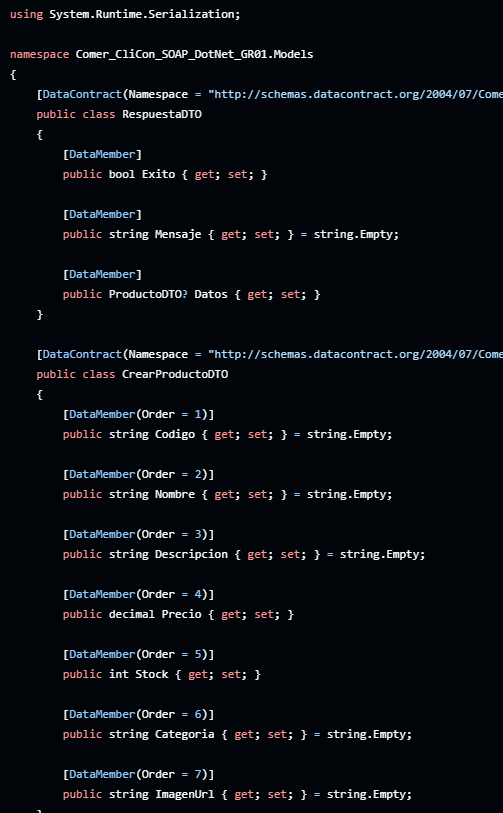 using System.Runtime.Serialization;

namespace Comer_CliCon_SOAP_DotNet_GR01.Models
{
    [DataContract(Namespace = "http://schemas.datacontract.org/2004/07/Come
    public class RespuestaDTO
    {
        [DataMember]
        public bool Exito { get; set; }

        [DataMember]
        public string Mensaje { get; set; } = string.Empty;

        [DataMember]
        public ProductoDTO? Datos { get; set; }
    }

    [DataContract(Namespace = "http://schemas.datacontract.org/2004/07/Come
    public class CrearProductoDTO
    {
        [DataMember(Order = 1)]
        public string Codigo { get; set; } = string.Empty;

        [DataMember(Order = 2)]
        public string Nombre { get; set; } = string.Empty;

        [DataMember(Order = 3)]
        public string Descripcion { get; set; } = string.Empty;

        [DataMember(Order = 4)]
        public decimal Precio { get; set; }

        [DataMember(Order = 5)]
        public int Stock { get; set; }

        [DataMember(Order = 6)]
        public string Categoria { get; set; } = string.Empty;

        [DataMember(Order = 7)]
        public string ImagenUrl { get; set; } = string.Empty;